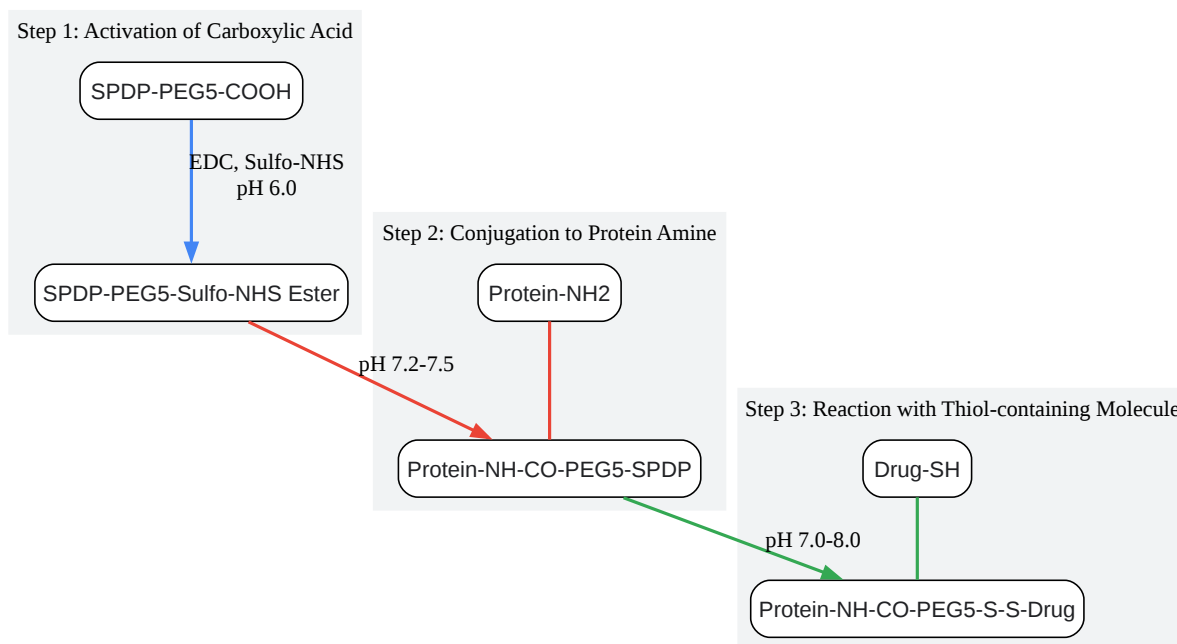 Step 1: Activation of Carboxylic Acid
SPDP-PEG5-COOH
EDC, Sulfo-NHS
pH 6.0
SPDP-PEG5-Sulfo-NHS Ester
Step 2: Conjugation to Protein Amine
Protein-NH2
pH 7.2-7.5
Protein-NH-CO-PEG5-SPDP
Step 3: Reaction with Thiol-containing Molecule
Drug-SH
pH 7.0-8.0
Protein-NH-CO-PEG5-S-S-Drug